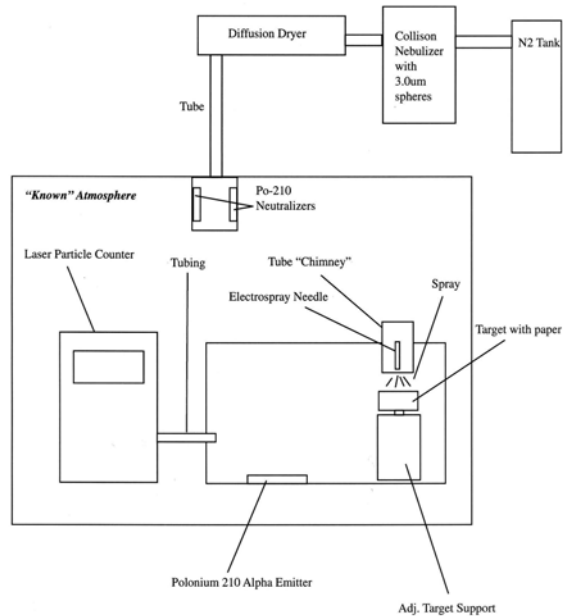 Diffusion Dryer
Collison
Nebulizer
with
3.0um
spheres
N2 Tank
Tube
"Known" Atmosphere
Po-210
Neutralizers
Laser Particle Counter
Tubing
Tube "Chimney"
Electrospray Needle
Spray
Target with paper
Polonium 210 Alpha Emitter
Adj. Target Support